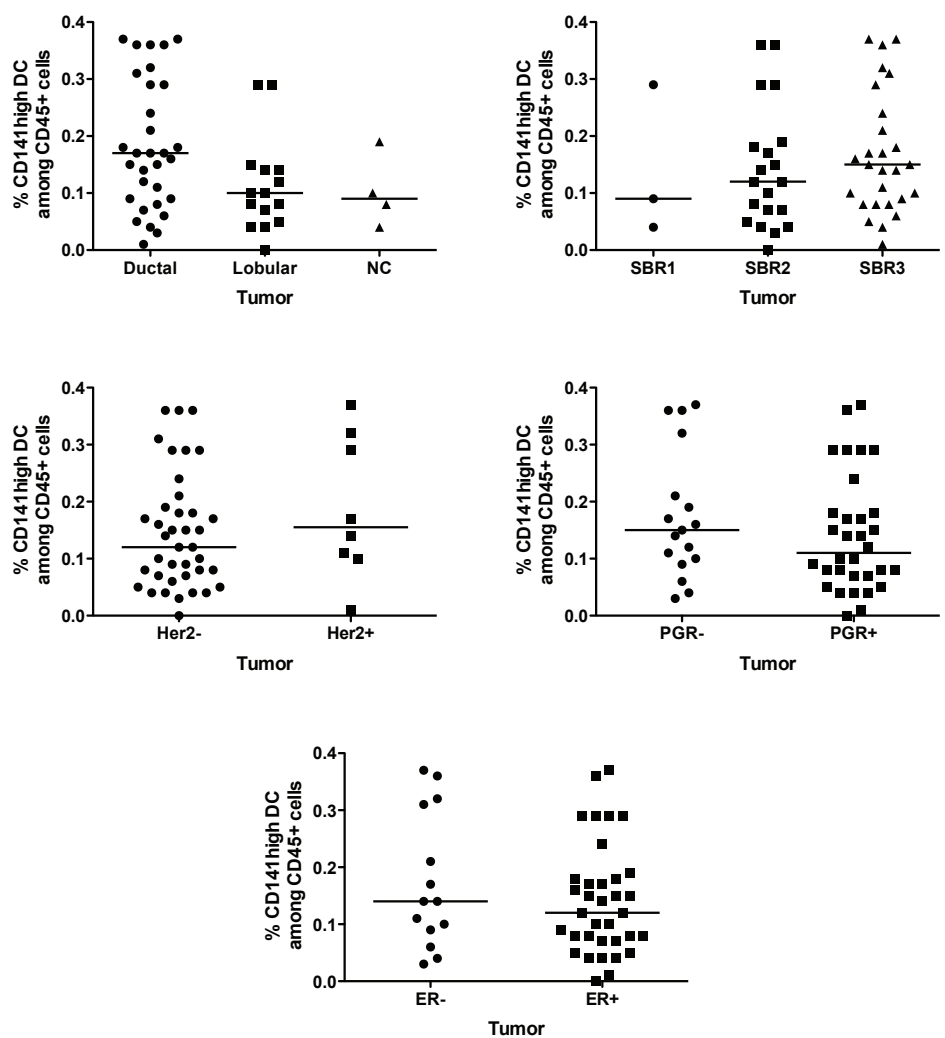 % CD141high DC
among CD45+ cells
0.4
0.3
0.2
0.1
0.0
Ductal Lobular NC
Tumor
% CD141high DC
among CD45+ cells
0.4
0.3
0.2
0.1
0.0
SBR1 SBR2 SBR3
Tumor
% CD141high DC
among CD45+ cells
0.4
0.3
0.2
0.1
0.0
Her2- Her2+
Tumor
% CD141high DC
among CD45+ cells
0.4
0.3
0.2
0.1
0.0
PGR- PGR+
Tumor
% CD141high DC
among CD45+ cells
0.4
0.3
0.2
0.1
0.0
ER- ER+
Tumor